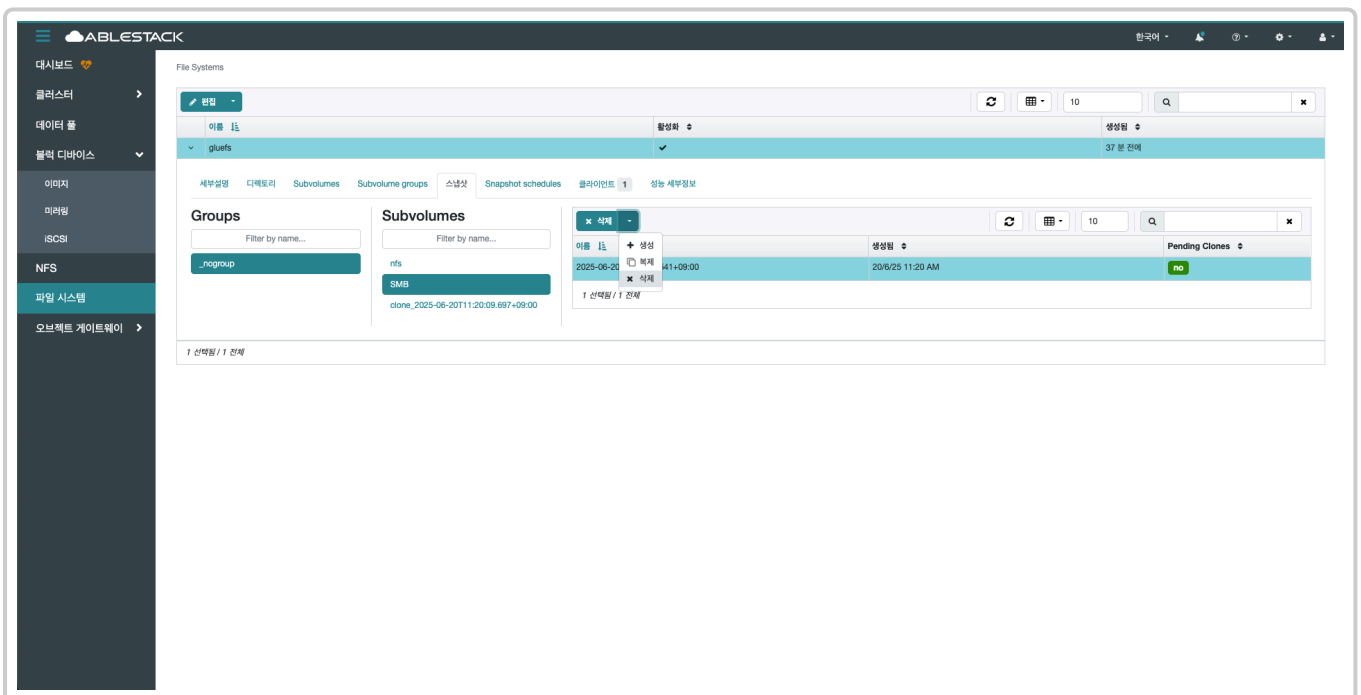 ABLESTACK
한국어
대시보드
클러스터
데이터 풀
블럭 디바이스
이미지
미러링
iSCSI
NFS
파일 시스템
오브젝트 게이트웨이
File Systems
편집
10
이름 활성화 생성됨
gluefs 37 분 전에
세부설명 디렉토리 Subvolumes Subvolume groups 스냅샷 Snapshot schedules 클라이언트 1 성능 세부정보
Groups
Filter by name...
_nogroup
Subvolumes
Filter by name...
nfs
SMB
clone_2025-06-20T11:20:09.697+09:00
삭제
10
생성
복제
삭제
이름 생성됨 Pending Clones
2025-06-20 641+09:00 20/6/25 11:20 AM no
1 선택됨 / 1 전체
1 선택됨 / 1 전체